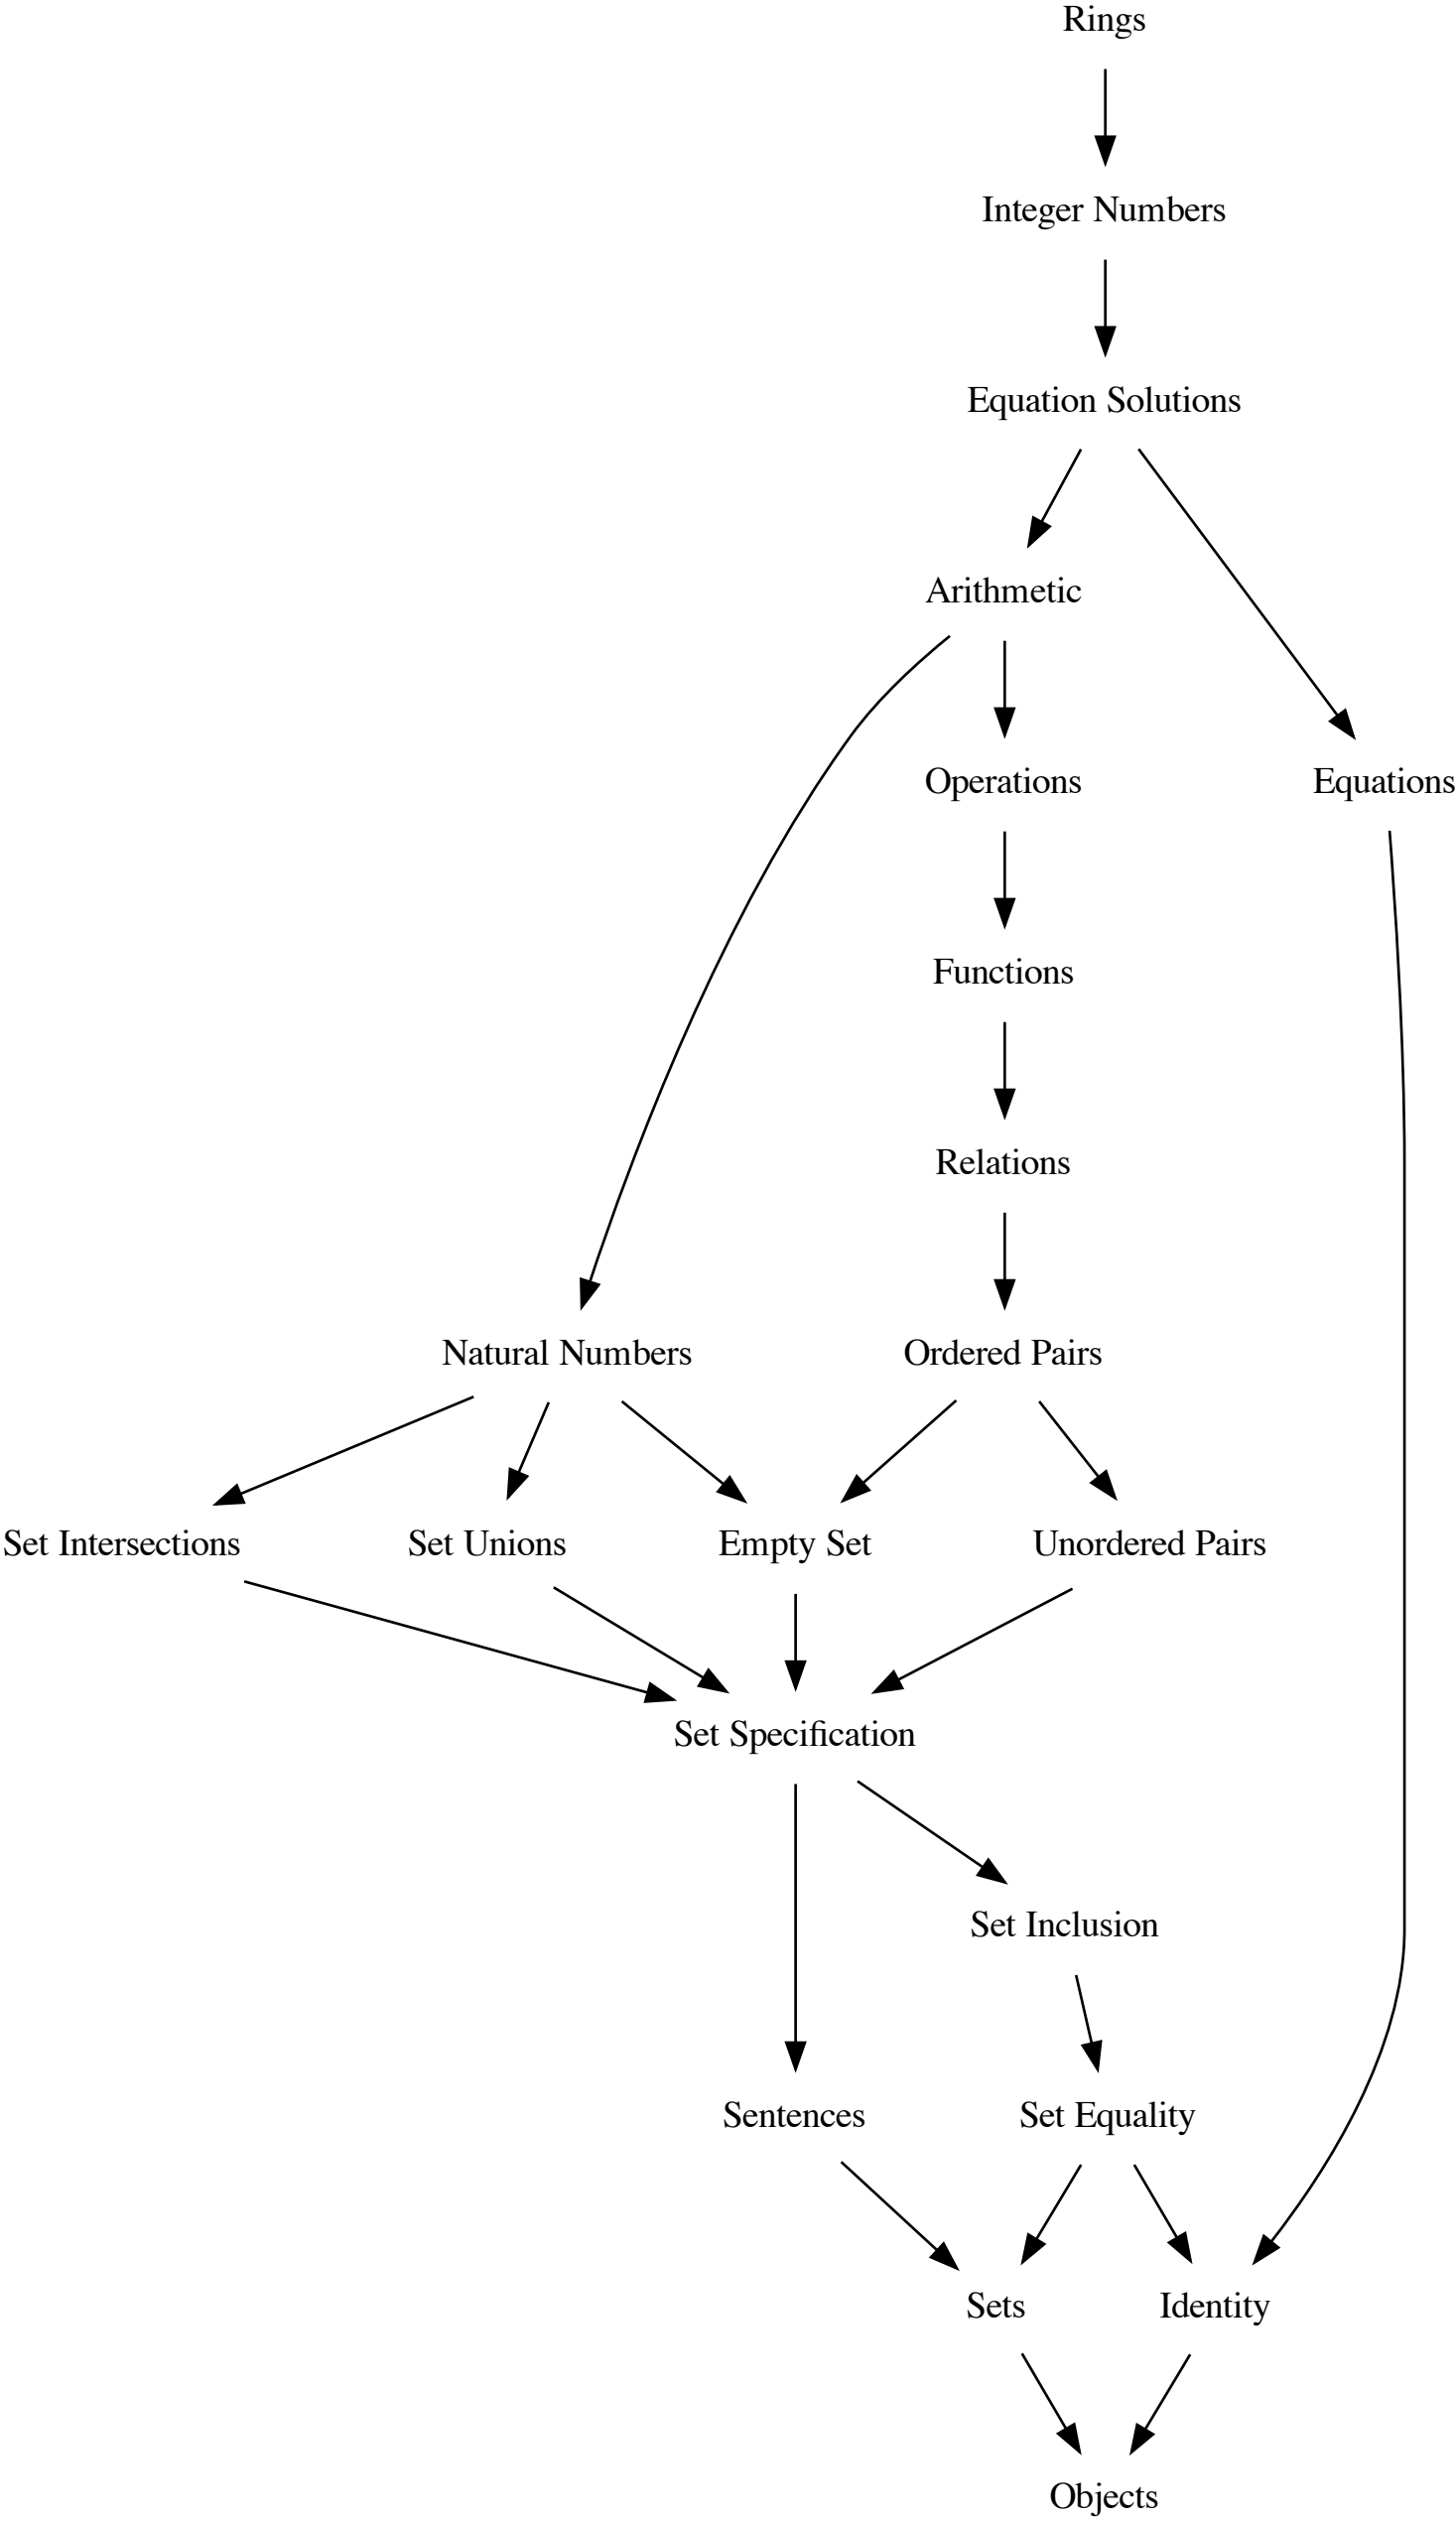 Rings
Integer Numbers
Equation Solutions
Arithmetic
Operations
Equations
Functions
Relations
Natural Numbers
Ordered Pairs
Set Intersections
Set Unions
Empty Set
Unordered Pairs
Set Specification
Set Inclusion
Sentences
Set Equality
Sets
Identity
Objects